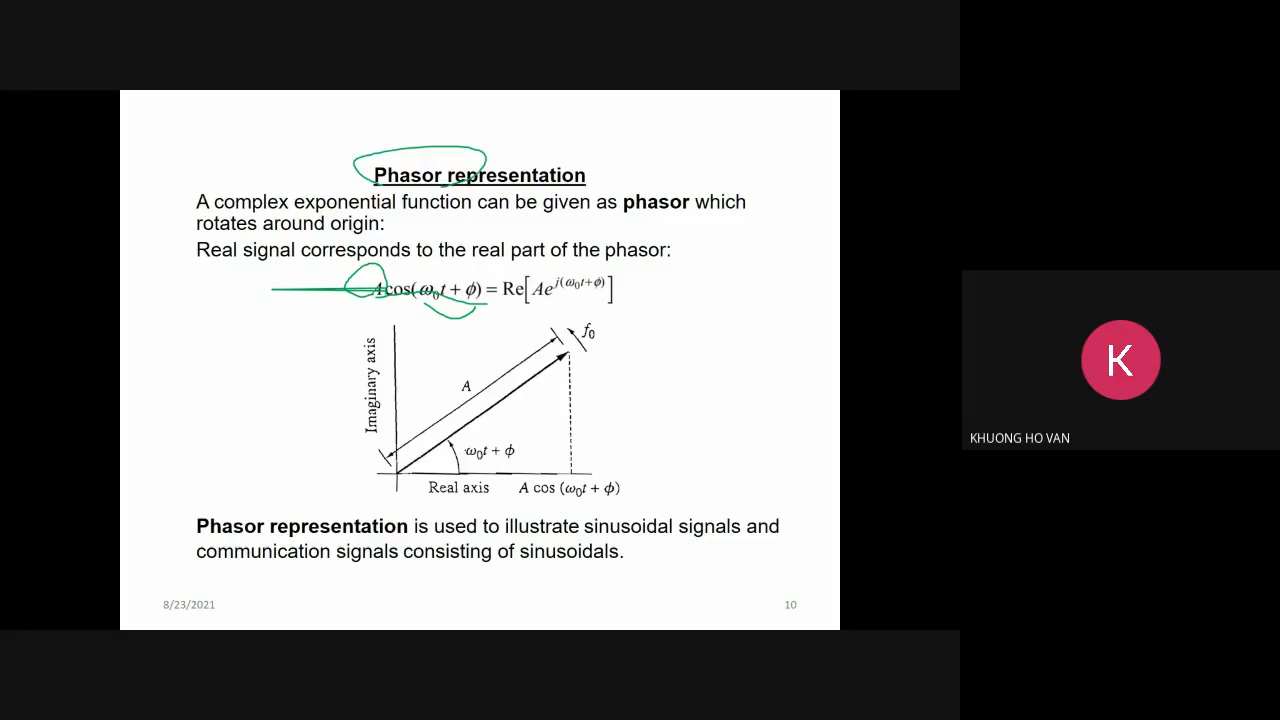 Phasor representation
A complex exponential function can be given as phasor which
rotates around origin:
Real signal corresponds to the real part of the phasor:
Acos(ω₀t + ϕ) = Re[Ae^{j(ω₀t+ϕ)}]
f₀
Imaginary axis
A
ω₀t + ϕ
Real axis
A cos (ω₀t + ϕ)
Phasor representation is used to illustrate sinusoidal signals and
communication signals consisting of sinusoidals.
8/23/2021
10
K
KHUONG HO VAN